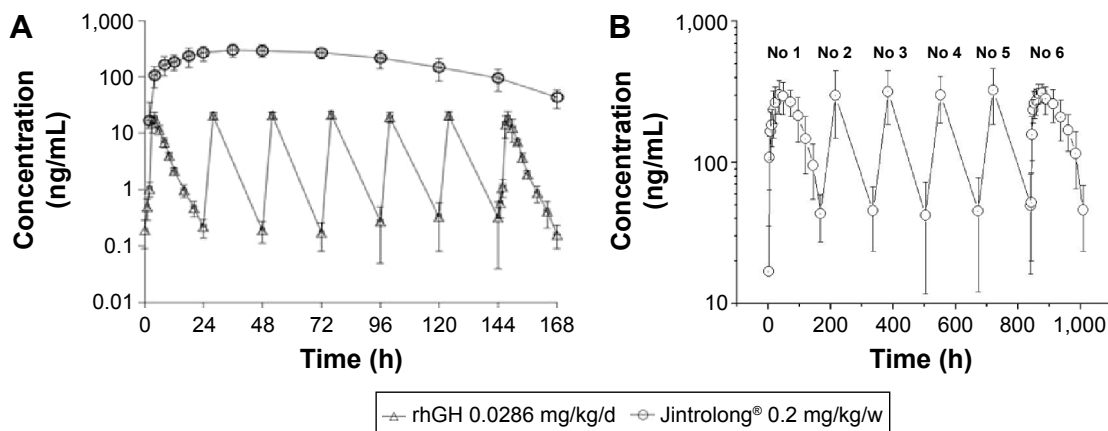 A
Concentration
(ng/mL)
1,000
100
10
1
0.1
0.01
0 24 48 72 96 120 144 168
Time (h)
B
Concentration
(ng/mL)
No 1 No 2 No 3 No 4 No 5 No 6
100
10
0 200 400 600 800 1,000
Time (h)
rhGH 0.0286 mg/kg/d Jintrolong® 0.2 mg/kg/w